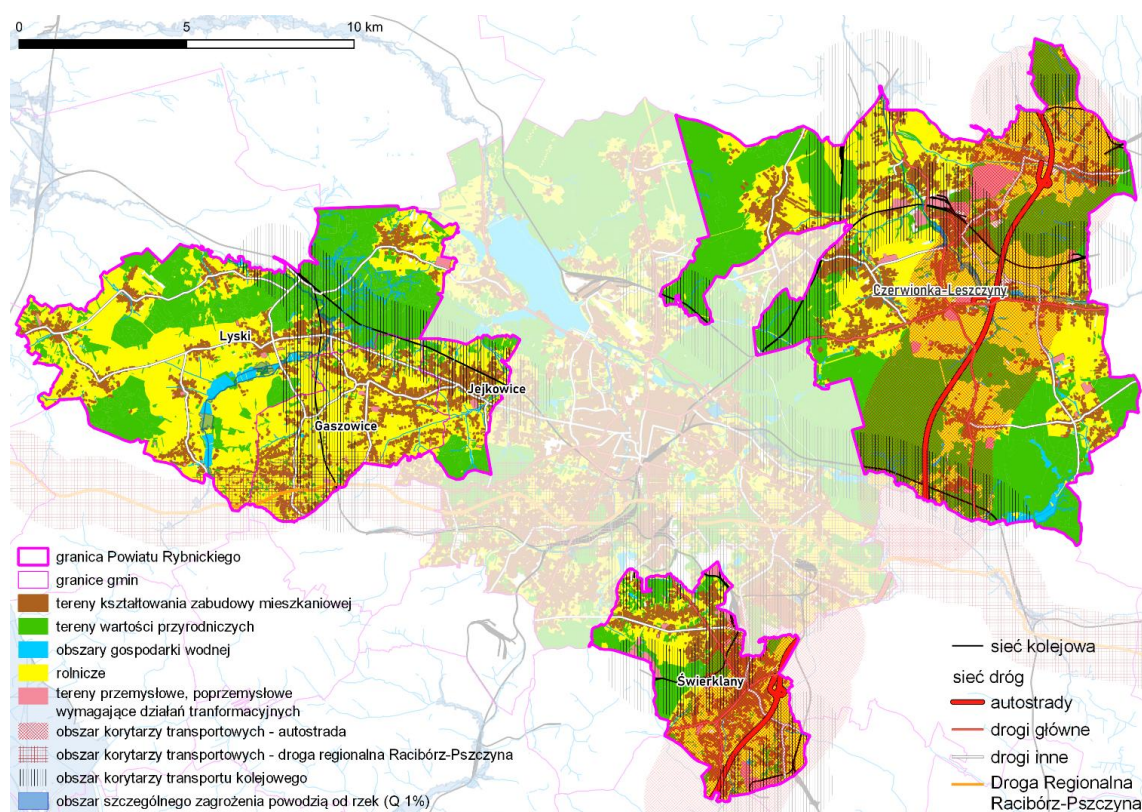 0 5 10 km
Czerwionka-Leszczyny
Lyski
Jejkowice
Gaszowice
Świerklany
granica Powiatu Rybnickiego
granice gmin
tereny kształtowania zabudowy mieszkaniowej
tereny wartości przyrodniczych
obszary gospodarki wodnej
rolnicze
tereny przemysłowe, poprzemysłowe
wymagające działań tranformacyjnych
obszar korytarzy transportowych - autostrada
obszar korytarzy transportowych - droga regionalna Racibórz-Pszczyna
obszar korytarzy transportu kolejowego
obszar szczególnego zagrożenia powodzią od rzek (Q 1%)
sieć kolejowa
sieć dróg
autostrady
drogi główne
drogi inne
Droga Regionalna
Racibórz-Pszczyna